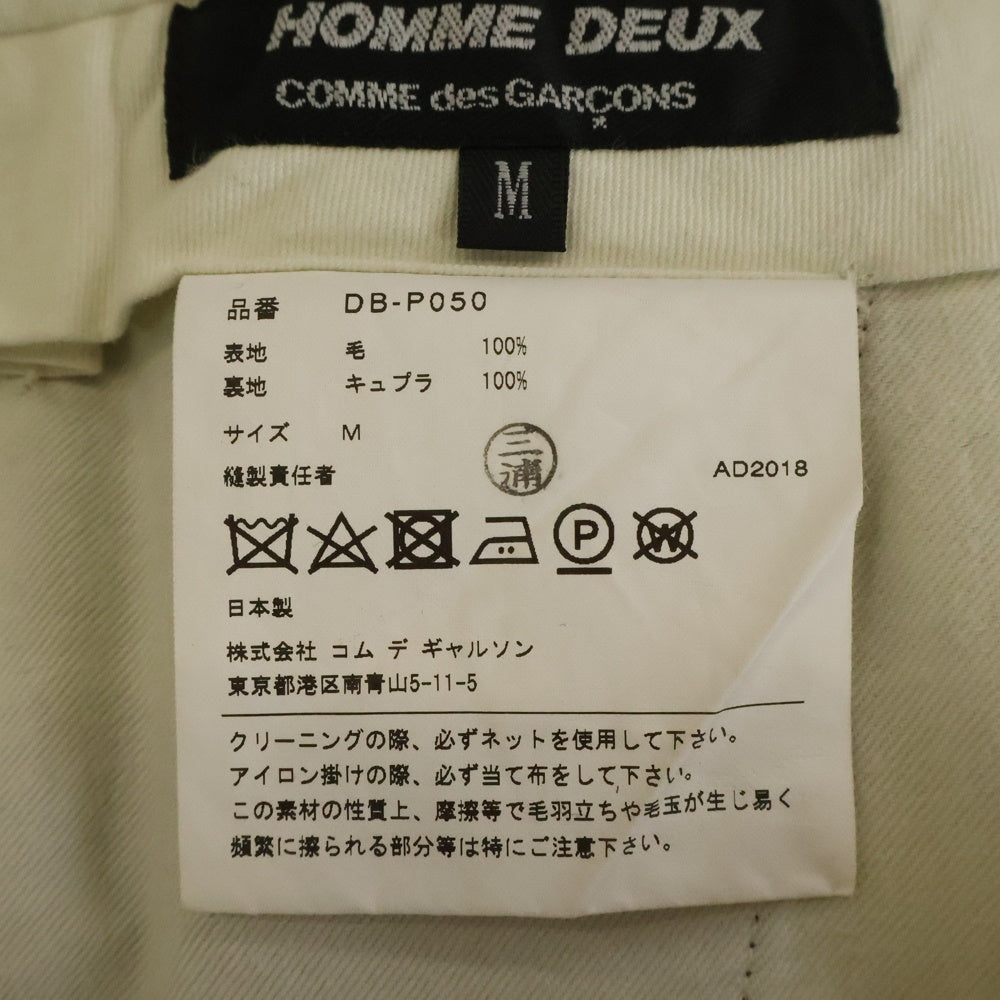 HOMME DEUX
COMME des GARÇONS
M
品番 DB-P050
表地 毛 100%
裏地 キュプラ 100%
サイズ M
縫製責任者 三浦 AD2018
P W
日本製
株式会社 コム デ ギャルソン
東京都港区南青山5-11-5
クリーニングの際、必ずネットを使用して下さい。
アイロン掛けの際、必ず当て布をして下さい。
この素材の性質上、摩擦等で毛羽立ちや毛玉が生じ易く
頻繁に擦られる部分等は特にご注意下さい。